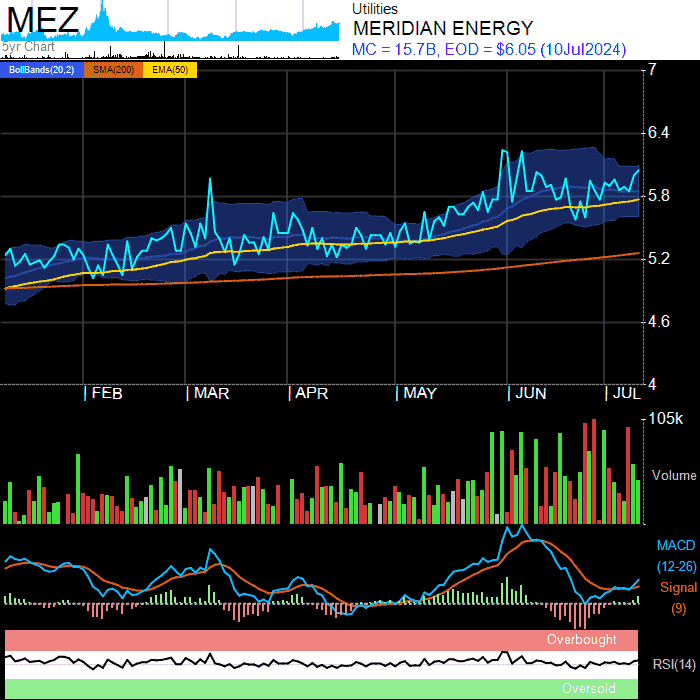 MEZ
5yr Chart
Utilities
MERIDIAN ENERGY
MC = 15.7B, EOD = $6.05 (10Jul2024)
BollBands(20,2) SMA(200) EMA(50)
7
6.4
5.8
5.2
4.6
4
FEB MAR APR MAY JUN JUL
105k
Volume
MACD
(12-26)
Signal
(9)
Overbought
RSI(14)
Oversold